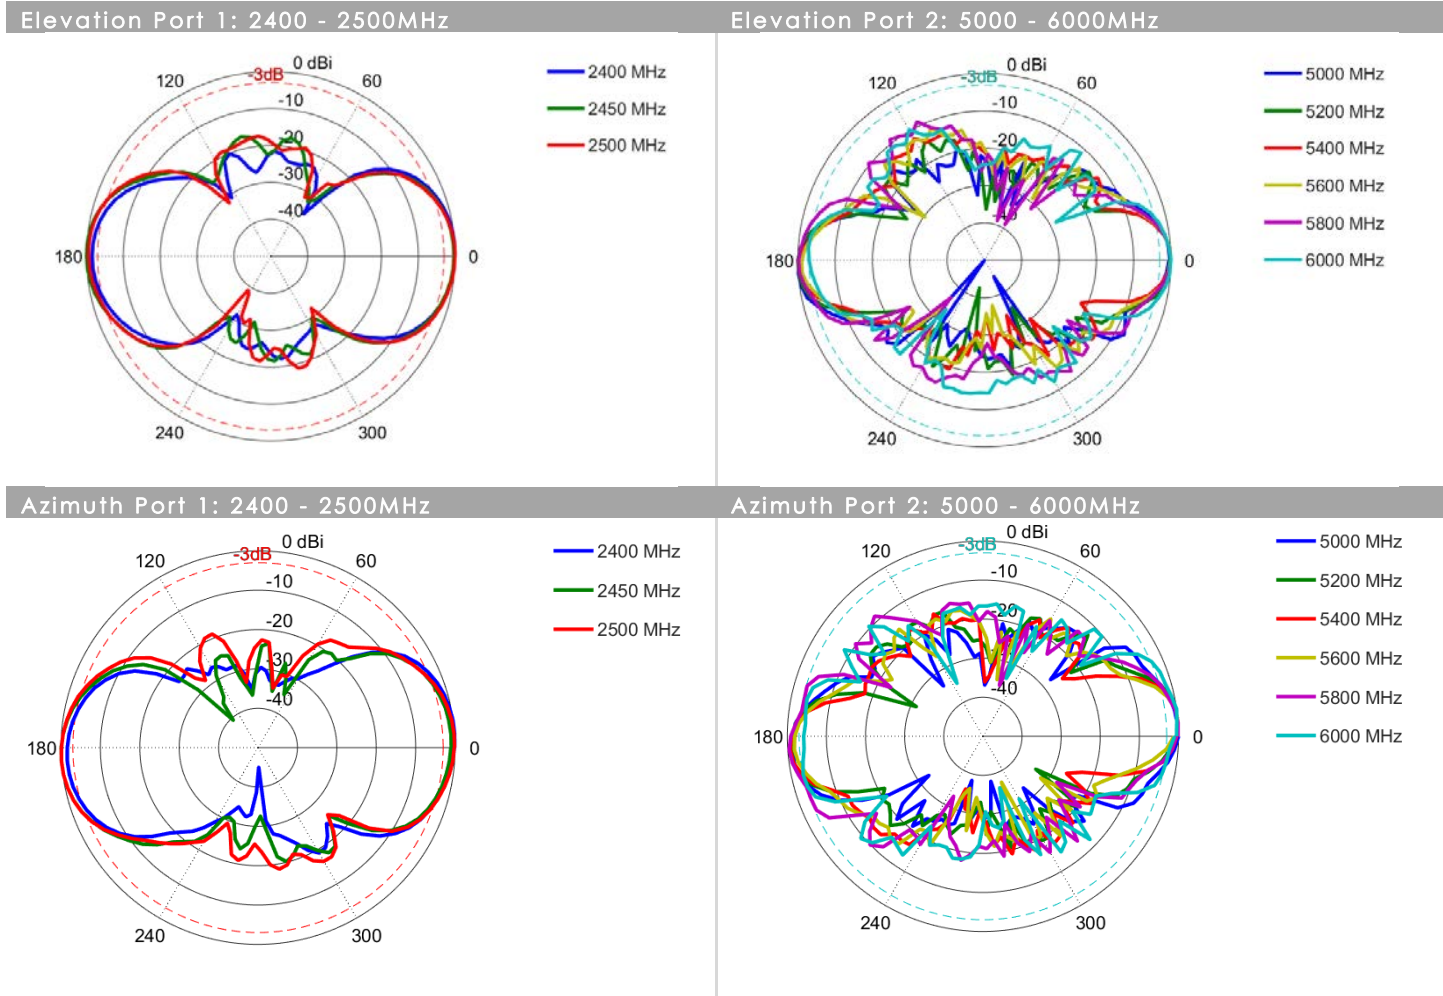 Elevation Port 1: 2400 - 2500MHz
0 dBi
-3dB
120
60
-10
-20
-30
-40
180
0
240
300
2400 MHz
2450 MHz
2500 MHz
Elevation Port 2: 5000 - 6000MHz
0 dBi
-3dB
120
60
-10
-20
180
0
240
300
5000 MHz
5200 MHz
5400 MHz
5600 MHz
5800 MHz
6000 MHz
Azimuth Port 1: 2400 - 2500MHz
0 dBi
-3dB
120
60
-10
-20
-30
-40
180
0
240
300
2400 MHz
2450 MHz
2500 MHz
Azimuth Port 2: 5000 - 6000MHz
0 dBi
-3dB
120
60
-10
-20
-40
180
0
240
300
5000 MHz
5200 MHz
5400 MHz
5600 MHz
5800 MHz
6000 MHz